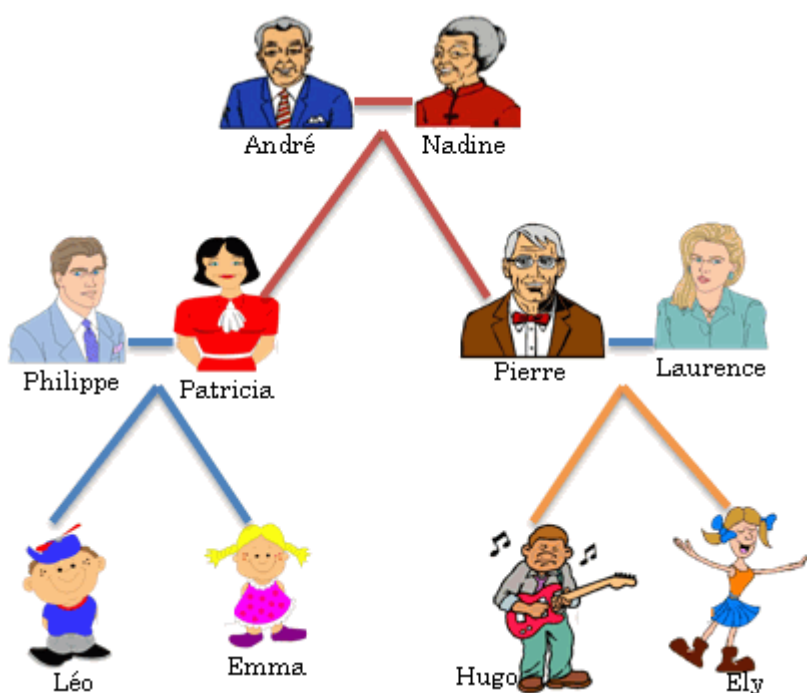 André
Nadine
Philippe
Patricia
Pierre
Laurence
Léo
Emma
Hugo
Ely